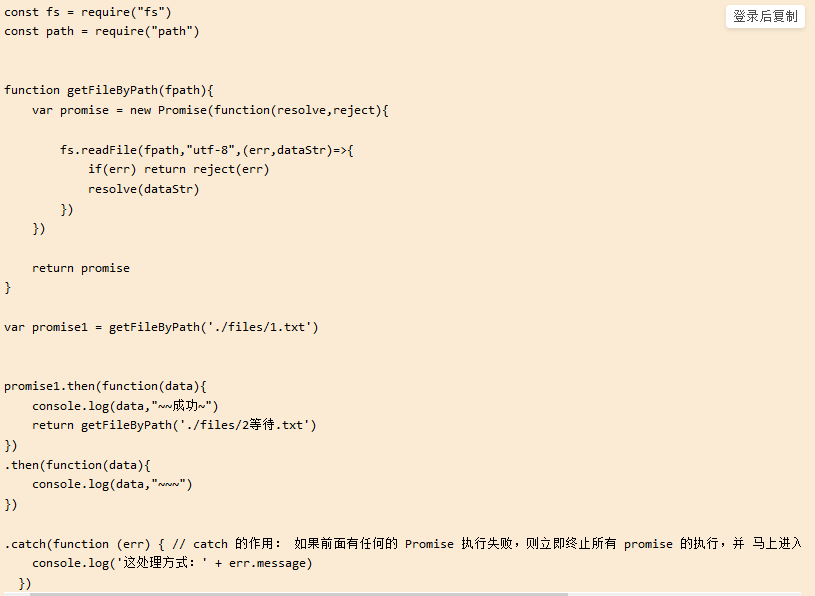 const fs = require("fs")
登录后复制
const path = require("path")
function getFileByPath(fpath){
    var promise = new Promise(function(resolve,reject){
        fs.readFile(fpath,"utf-8",(err,dataStr)=>{
            if(err) return reject(err)
            resolve(dataStr)
        })
    })
    return promise
}
var promise1 = getFileByPath('./files/1.txt')
promise1.then(function(data){
    console.log(data,"~~成功~")
    return getFileByPath('./files/2等待.txt')
})
.then(function(data){
    console.log(data,"~~~")
})
.catch(function (err) { // catch 的作用: 如果前面有任何的 Promise 执行失败，则立即终止所有 promise 的执行，并 马上进入
    console.log('这处理方式：' + err.message)
  })